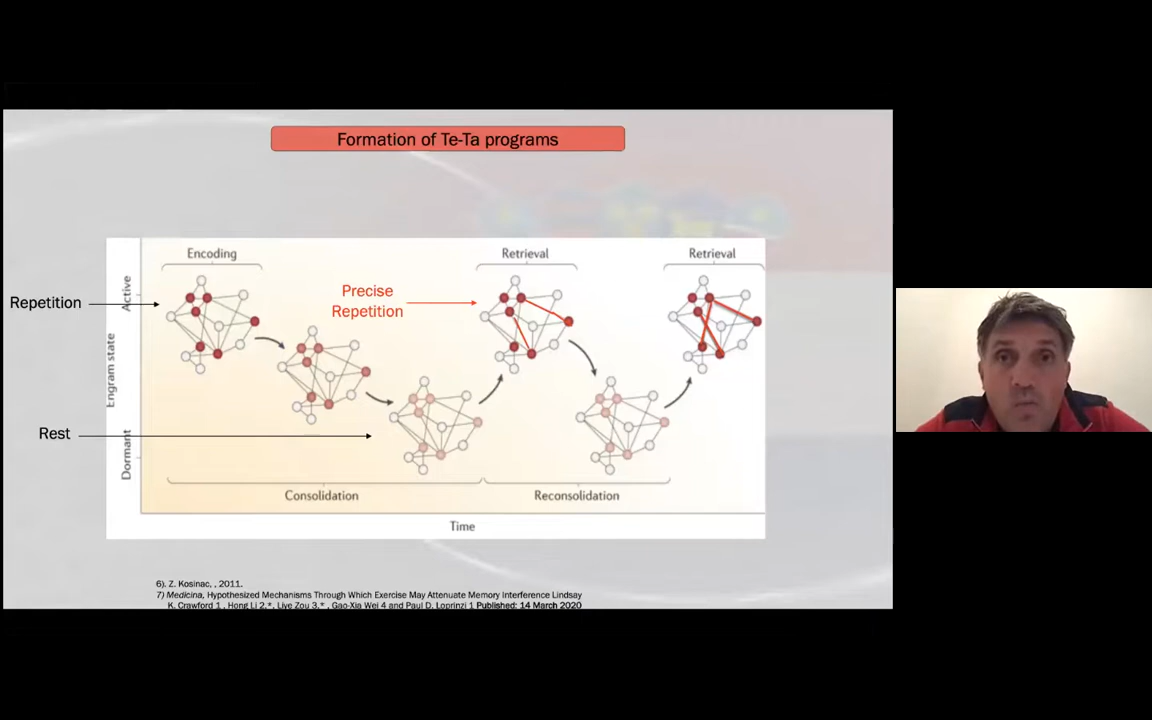 Formation of Te-Ta programs
Encoding
Retrieval
Retrieval
Repetition
Precise
Repetition
Active
Engram state
Rest
Dormant
Consolidation
Reconsolidation
Time
6). Z. Kosinac, , 2011.
7) Medicina, Hypothesized Mechanisms Through Which Exercise May Attenuate Memory Interference Lindsay
K. Crawford 1 , Hong Li 2,*, Liye Zou 3,* , Gao-Xia Wei 4 and Paul D. Loprinzi 1 Published: 14 March 2020